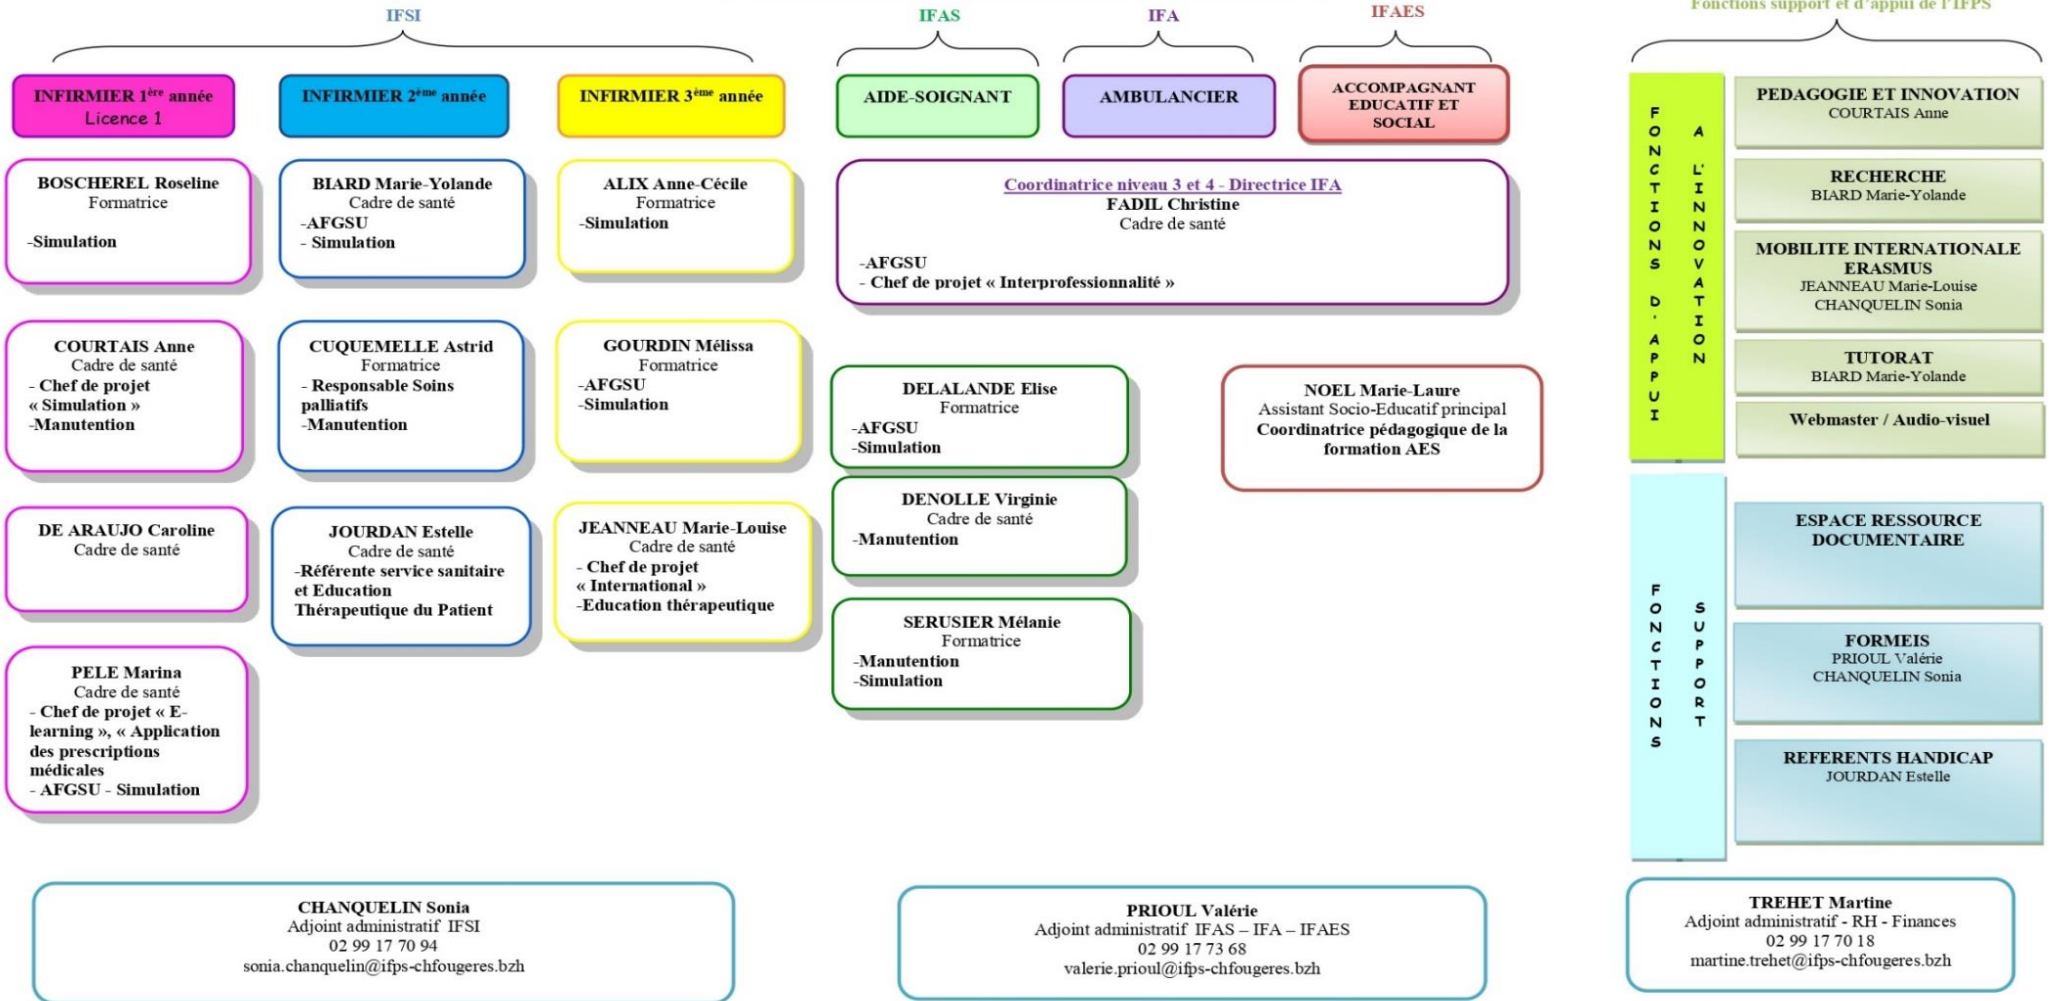 IFSI
IFAS
IFA
IFAES
Fonctions support et d'appui de l'IFPS
INFIRMIER 1ère année
Licence 1
INFIRMIER 2ème année
INFIRMIER 3ème année
AIDE-SOIGNANT
AMBULANCIER
ACCOMPAGNANT
EDUCATIF ET
SOCIAL
BOSCHEREL Roseline
Formatrice
-Simulation
COURTAIS Anne
Cadre de santé
- Chef de projet
« Simulation »
-Manutention
DE ARAUJO Caroline
Cadre de santé
PELE Marina
Cadre de santé
- Chef de projet « E-
learning », « Application
des prescriptions
médicales
- AFGSU - Simulation
BIARD Marie-Yolande
Cadre de santé
-AFGSU
- Simulation
CUQUEMELLE Astrid
Formatrice
- Responsable Soins
palliatifs
-Manutention
JOURDAN Estelle
Cadre de santé
-Référente service sanitaire
et Education
Thérapeutique du Patient
ALIX Anne-Cécile
Formatrice
-Simulation
GOURDIN Mélissa
Formatrice
-AFGSU
-Simulation
JEANNEAU Marie-Louise
Cadre de santé
- Chef de projet
« International »
-Education thérapeutique
Coordinatrice niveau 3 et 4 - Directrice IFA
FADIL Christine
Cadre de santé
-AFGSU
- Chef de projet « Interprofessionnalité »
DELALANDE Elise
Formatrice
-AFGSU
-Simulation
DENOLLE Virginie
Cadre de santé
-Manutention
SERUSIER Mélanie
Formatrice
-Manutention
-Simulation
NOEL Marie-Laure
Assistant Socio-Educatif principal
Coordinatrice pédagogique de la
formation AES
FONCTIONS D'APPUI
A L'INNOVATION
PEDAGOGIE ET INNOVATION
COURTAIS Anne
RECHERCHE
BIARD Marie-Yolande
MOBILITE INTERNATIONALE
ERASMUS
JEANNEAU Marie-Louise
CHANQUELIN Sonia
TUTORAT
BIARD Marie-Yolande
Webmaster / Audio-visuel
FONCTIONS
SUPPORT
ESPACE RESSOURCE
DOCUMENTAIRE
FORMEIS
PRIOUL Valérie
CHANQUELIN Sonia
REFERENTS HANDICAP
JOURDAN Estelle
CHANQUELIN Sonia
Adjoint administratif IFSI
02 99 17 70 94
sonia.chanquelin@ifps-chfougeres.bzh
PRIOUL Valérie
Adjoint administratif IFAS – IFA – IFAES
02 99 17 73 68
valerie.prioul@ifps-chfougeres.bzh
TREHET Martine
Adjoint administratif - RH - Finances
02 99 17 70 18
martine.trehet@ifps-chfougeres.bzh